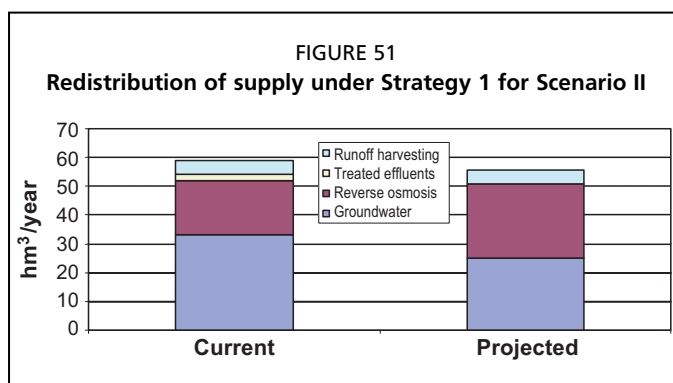 FIGURE 51
Redistribution of supply under Strategy 1 for Scenario II
70
60
50
40
30
20
10
0
hm³/year
Runoff harvesting
Treated effluents
Reverse osmosis
Groundwater
Current
Projected